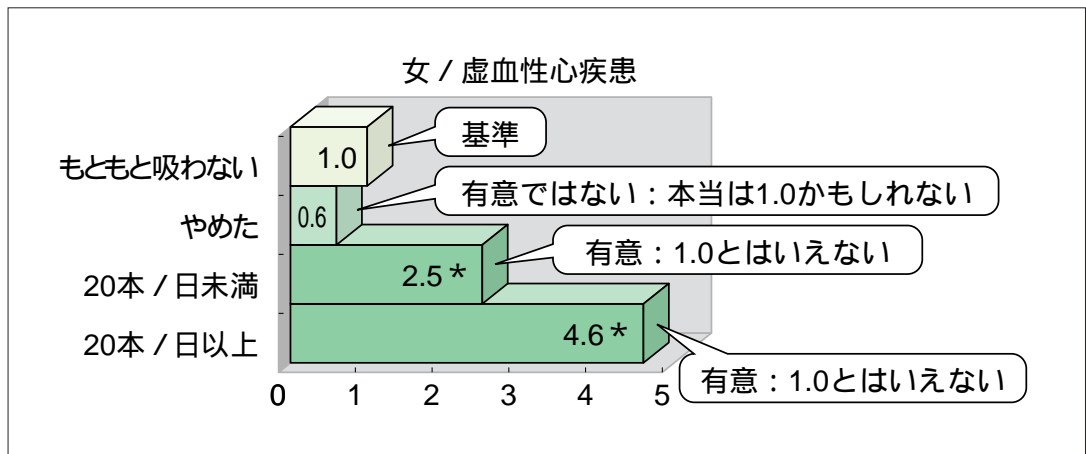 女 / 虚血性心疾患
もともと吸わない
1.0
基準
やめた
0.6
有意ではない：本当は1.0かもしれない
20本 / 日未満
2.5*
有意：1.0とはいえない
20本 / 日以上
4.6*
有意：1.0とはいえない
0 1 2 3 4 5